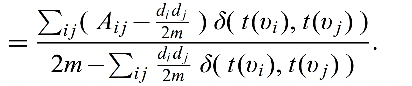 = \frac{\sum_{ij} ( A_{ij} - \frac{d_i d_j}{2m} ) \delta( t(v_i), t(v_j) )}{2m - \sum_{ij} \frac{d_i d_j}{2m} \delta( t(v_i), t(v_j) )}.